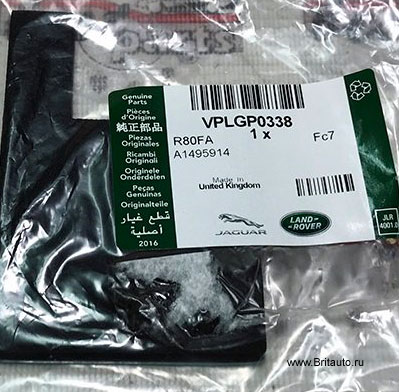 Genuine
Parts
Pièces
d'Origine
純正部品
Piezas
Originales
Ricambi
Originali
Originele
Onderdelen
Peças
Genuínas
Originalteile
قطع غيار
أصلية
2016
VPLGP0338
1 x
R80FA
Fc7
A1495914
Made in
United Kingdom
JAGUAR
LAND
ROVER
JLR
4001.0
www.Britauto.ru